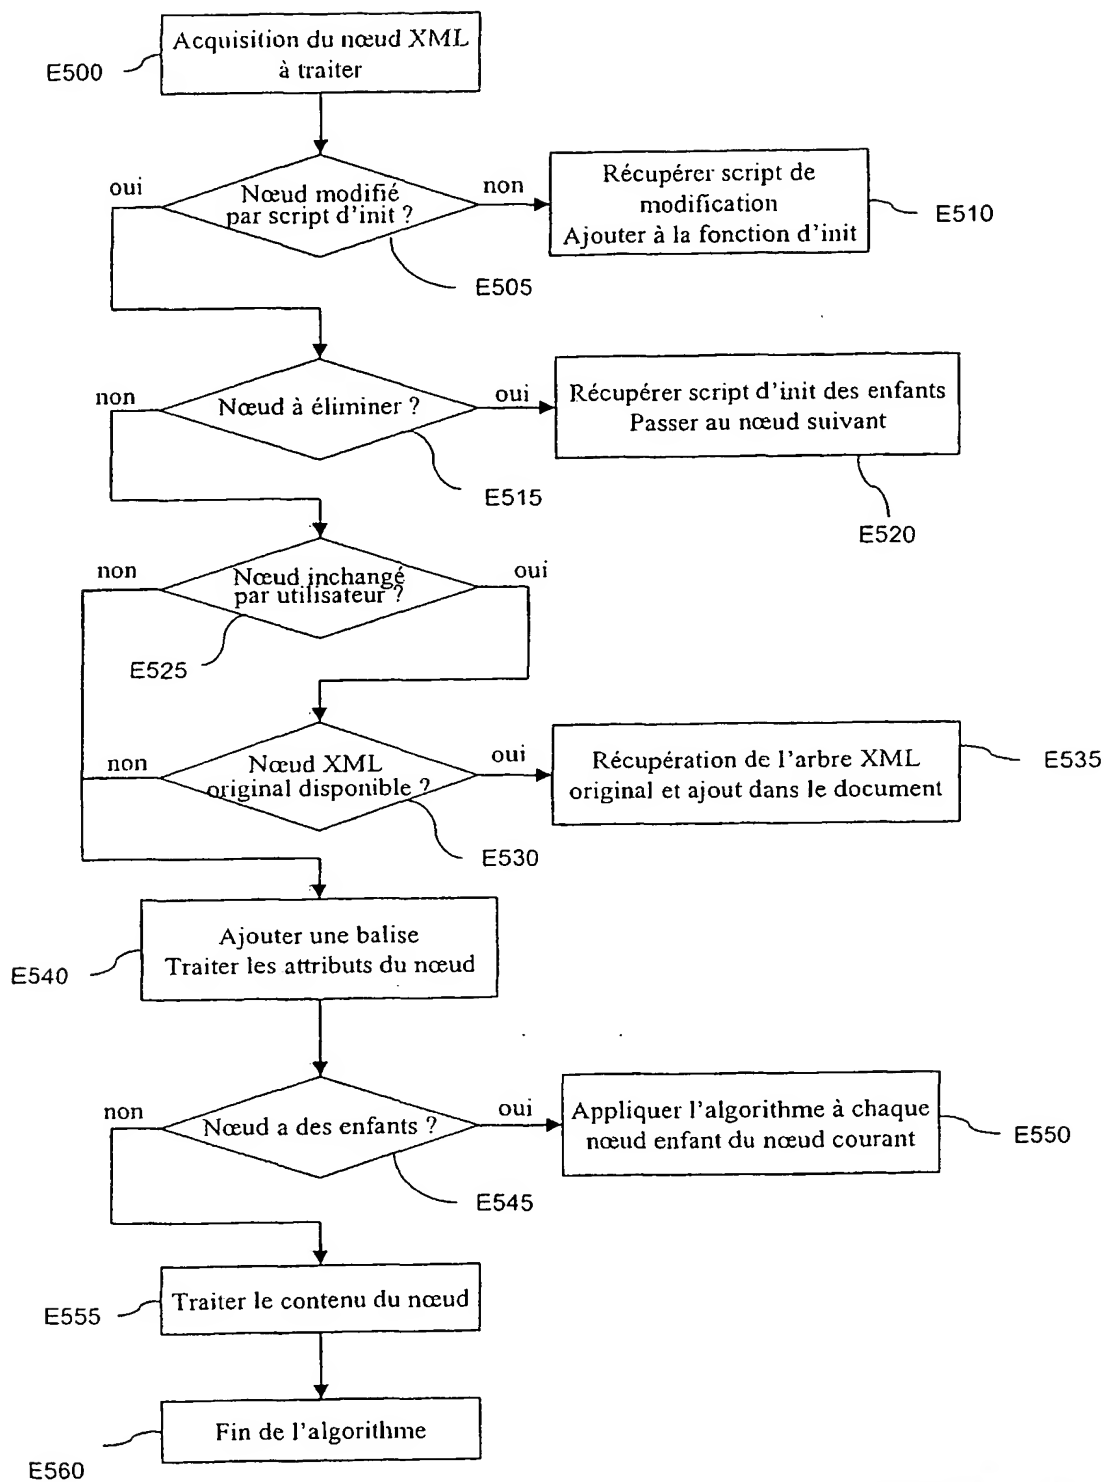 Acquisition du nœud XML
à traiter
E500
oui
Nœud modifié
par script d'init ?
non
Récupérer script de
modification
Ajouter à la fonction d'init
E510
E505
non
Nœud à éliminer ?
oui
Récupérer script d'init des enfants
Passer au nœud suivant
E515
E520
non
Nœud inchangé
par utilisateur ?
oui
E525
non
Nœud XML
original disponible ?
oui
Récupération de l'arbre XML
original et ajout dans le document
E535
E530
Ajouter une balise
Traiter les attributs du nœud
E540
non
Nœud a des enfants ?
oui
Appliquer l'algorithme à chaque
nœud enfant du nœud courant
E550
E545
Traiter le contenu du nœud
E555
Fin de l'algorithme
E560